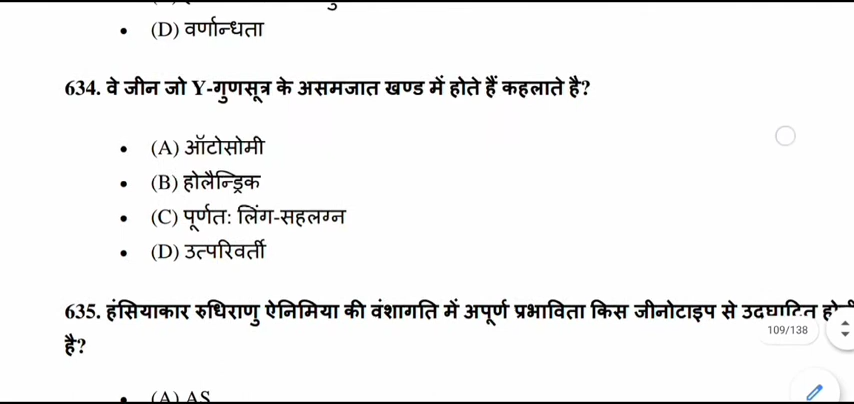 • (D) वर्णान्धता
634. वे जीन जो Y-गुणसूत्र के असमजात खण्ड में होते हैं कहलाते है?
• (A) ऑटोसोमी
• (B) होलैन्ड्रिक
• (C) पूर्णत: लिंग-सहलग्न
• (D) उत्परिवर्ती
635. हंसियाकार रुधिराणु ऐनिमिया की वंशागति में अपूर्ण प्रभाविता किस जीनोटाइप से उदघाटित
109/138
है?
• (A) AS